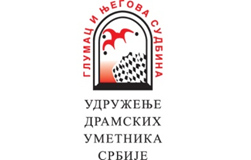 ГЛУМАЦ И ЊЕГОВА СУДБИНА
УДРУЖЕЊЕ
ДРАМСКИХ
УМЕТНИКА
СРБИЈЕ